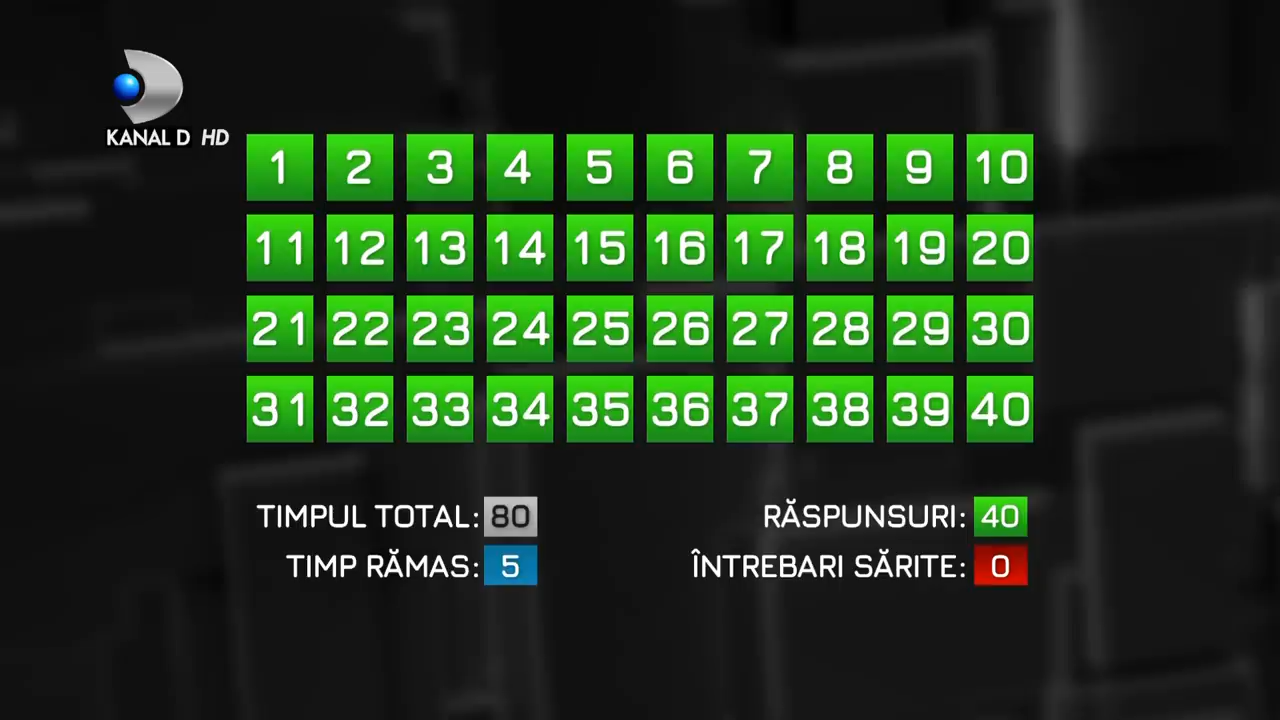 KANAL D HD
1 2 3 4 5 6 7 8 9 10
11 12 13 14 15 16 17 18 19 20
21 22 23 24 25 26 27 28 29 30
31 32 33 34 35 36 37 38 39 40
TIMPUL TOTAL: 80
TIMP RĂMAS: 5
RĂSPUNSURI: 40
ÎNTREBARI SĂRITE: 0